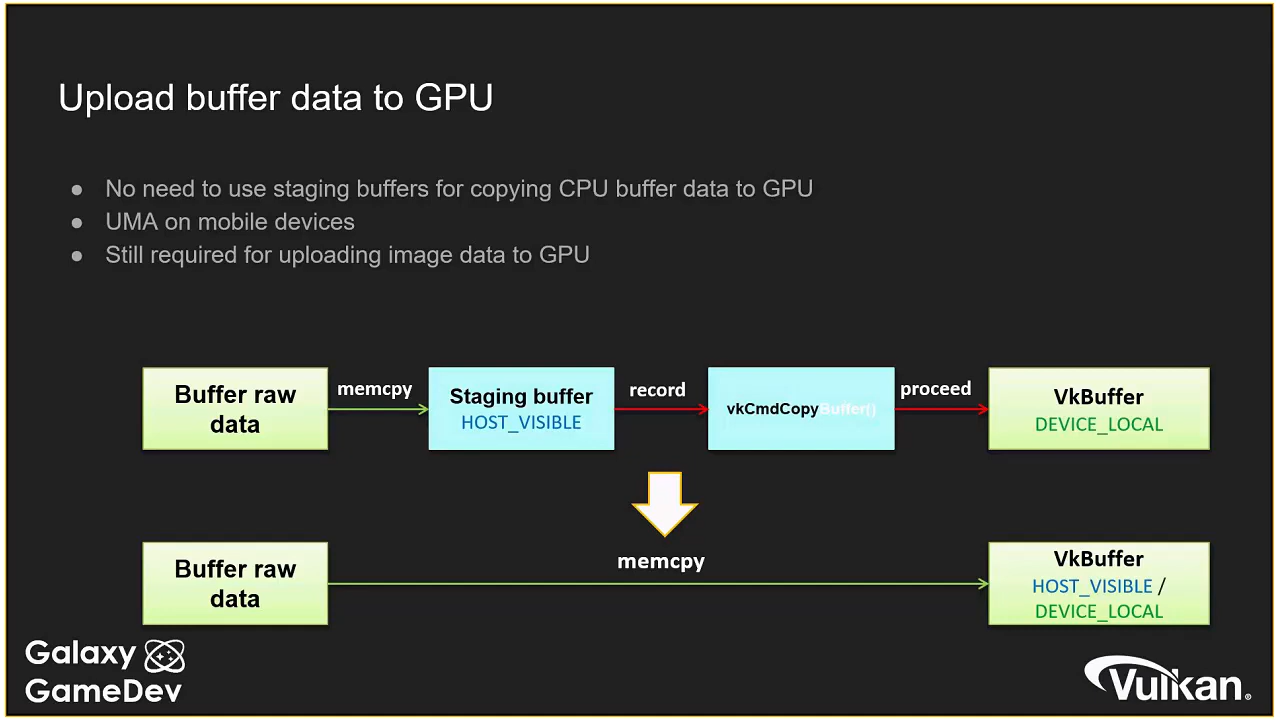 Upload buffer data to GPU
● No need to use staging buffers for copying CPU buffer data to GPU
● UMA on mobile devices
● Still required for uploading image data to GPU
Buffer raw
data
memcpy
Staging buffer
HOST_VISIBLE
record
vkCmdCopyBuffer()
proceed
VkBuffer
DEVICE_LOCAL
Buffer raw
data
memcpy
VkBuffer
HOST_VISIBLE /
DEVICE_LOCAL
Galaxy
GameDev
Vulkan®